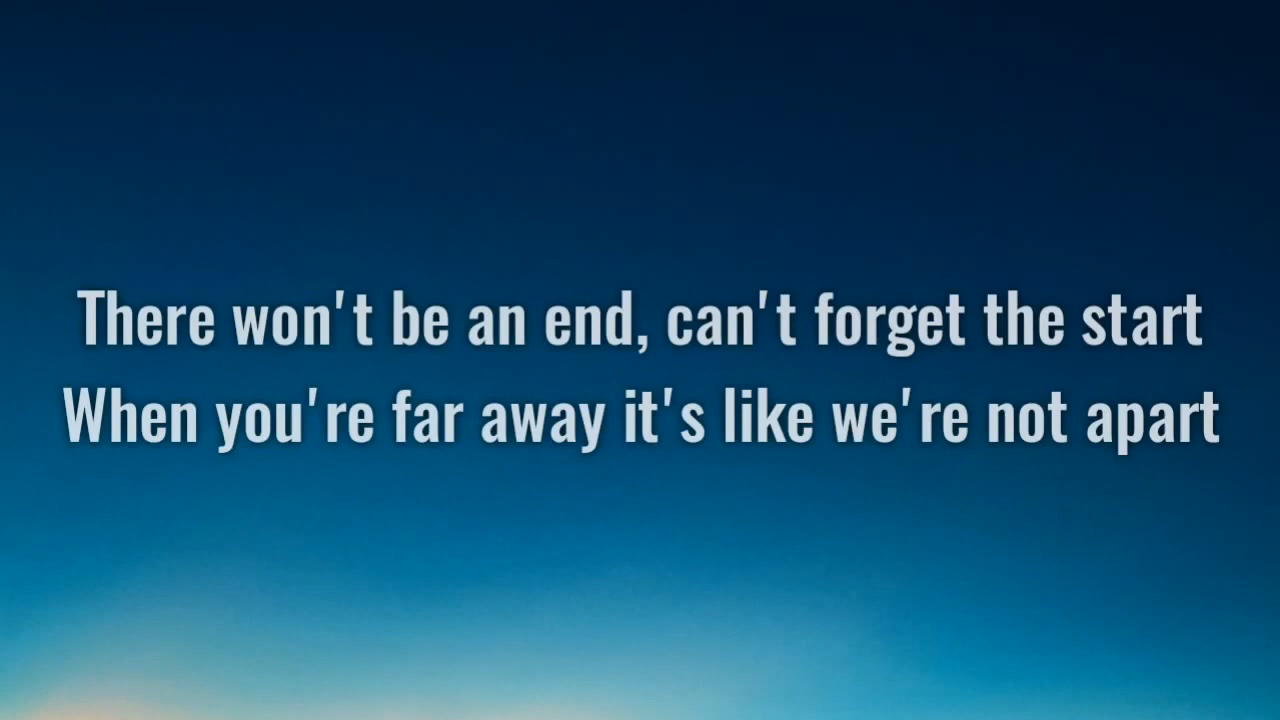 There won't be an end, can't forget the start
When you're far away it's like we're not apart